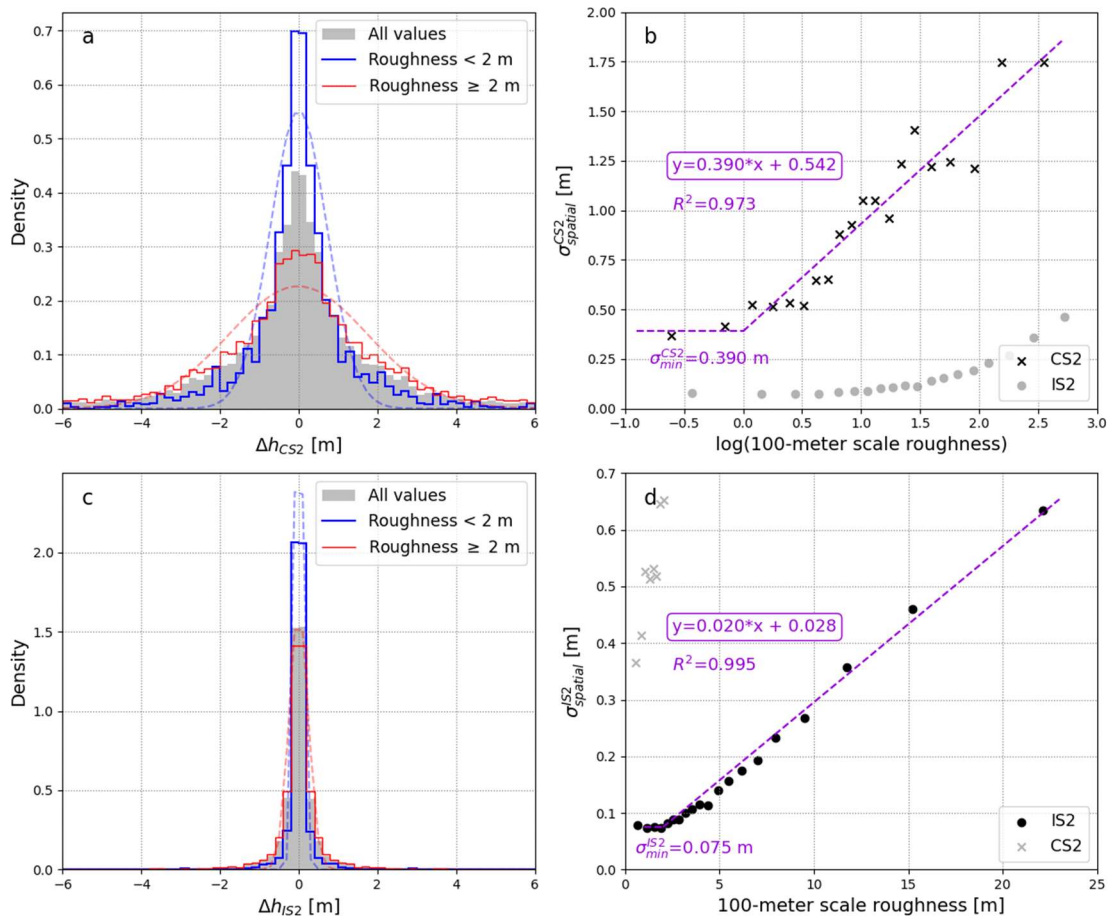 a
All values
Roughness < 2 m
Roughness ≥ 2 m
0.7
0.6
0.5
0.4
0.3
0.2
0.1
0.0
Density
−6 −4 −2 0 2 4 6
Δh_CS2 [m]
b
2.00
1.75
1.50
1.25
1.00
0.75
0.50
0.25
0.00
σ^CS2_spatial [m]
y=0.390*x + 0.542
R²=0.973
σ^CS2_min=0.390 m
CS2
IS2
−1.0 −0.5 0.0 0.5 1.0 1.5 2.0 2.5 3.0
log(100-meter scale roughness)
c
All values
Roughness < 2 m
Roughness ≥ 2 m
2.0
1.5
1.0
0.5
0.0
Density
−6 −4 −2 0 2 4 6
Δh_IS2 [m]
d
0.7
0.6
0.5
0.4
0.3
0.2
0.1
0.0
σ^IS2_spatial [m]
y=0.020*x + 0.028
R²=0.995
σ^IS2_min=0.075 m
IS2
CS2
0 5 10 15 20 25
100-meter scale roughness [m]